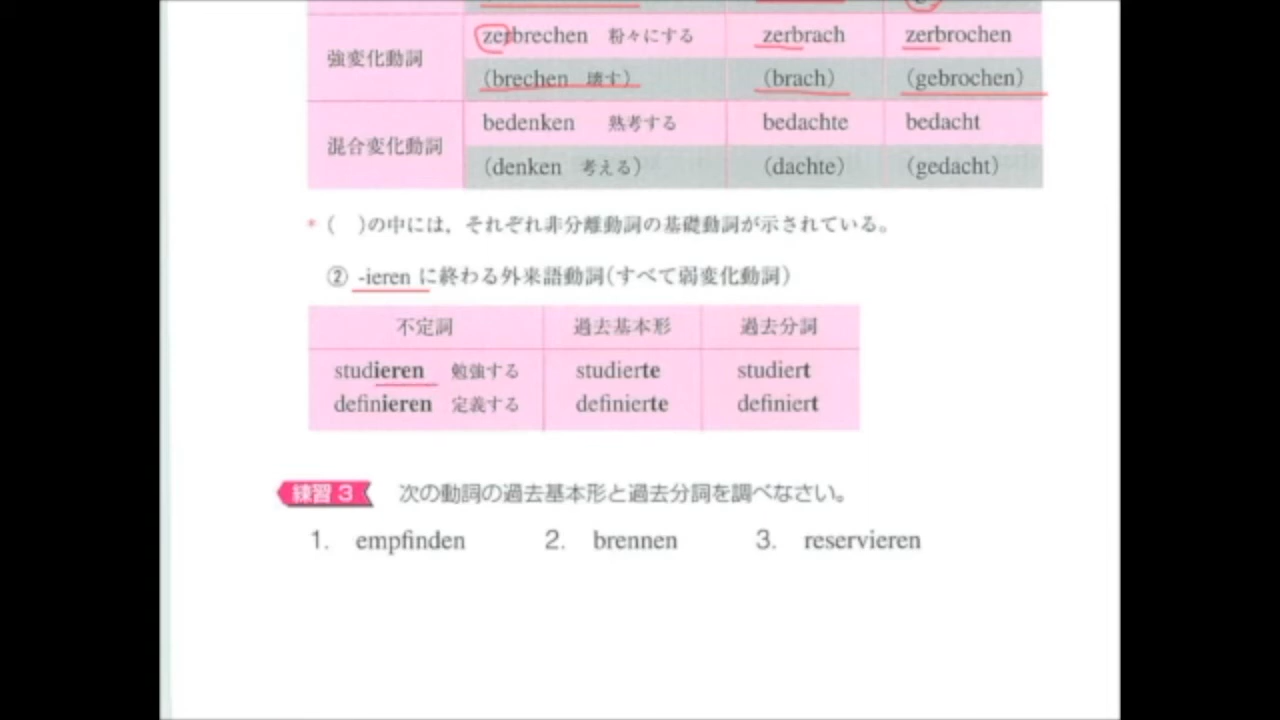 強変化動詞 zerbrechen 粉々にする zerbrach zerbrochen
(brechen 壊す) (brach) (gebrochen)
混合変化動詞 bedenken 熟考する bedachte bedacht
(denken 考える) (dachte) (gedacht)
* ( )の中には，それぞれ非分離動詞の基礎動詞が示されている。
② -ieren に終わる外来語動詞(すべて弱変化動詞)
不定詞 過去基本形 過去分詞
studieren 勉強する studierte studiert
definieren 定義する definierte definiert
練習 3 次の動詞の過去基本形と過去分詞を調べなさい。
1. empfinden 2. brennen 3. reservieren